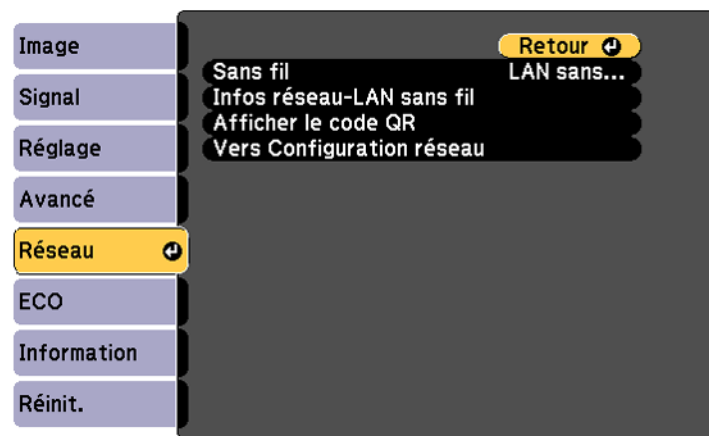 Image
Signal
Réglage
Avancé
Réseau
ECO
Information
Réinit.
Retour
Sans fil LAN sans...
Infos réseau-LAN sans fil
Afficher le code QR
Vers Configuration réseau